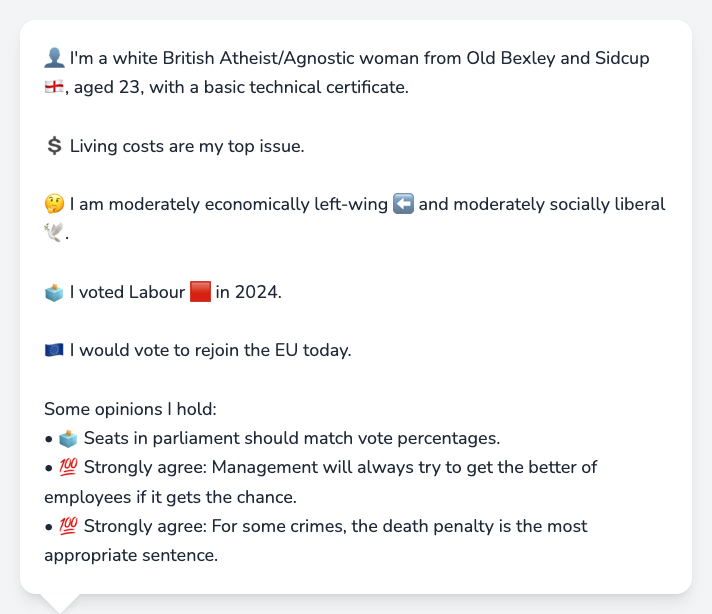 👤 I'm a white British Atheist/Agnostic woman from Old Bexley and Sidcup
🏴󠁧󠁢󠁥󠁮󠁧󠁿, aged 23, with a basic technical certificate.
💲 Living costs are my top issue.
🤔 I am moderately economically left-wing ⬅️ and moderately socially liberal
🕊️.
🗳️ I voted Labour 🟥 in 2024.
🇪🇺 I would vote to rejoin the EU today.
Some opinions I hold:
• 🗳️ Seats in parliament should match vote percentages.
• 💯 Strongly agree: Management will always try to get the better of
employees if it gets the chance.
• 💯 Strongly agree: For some crimes, the death penalty is the most
appropriate sentence.